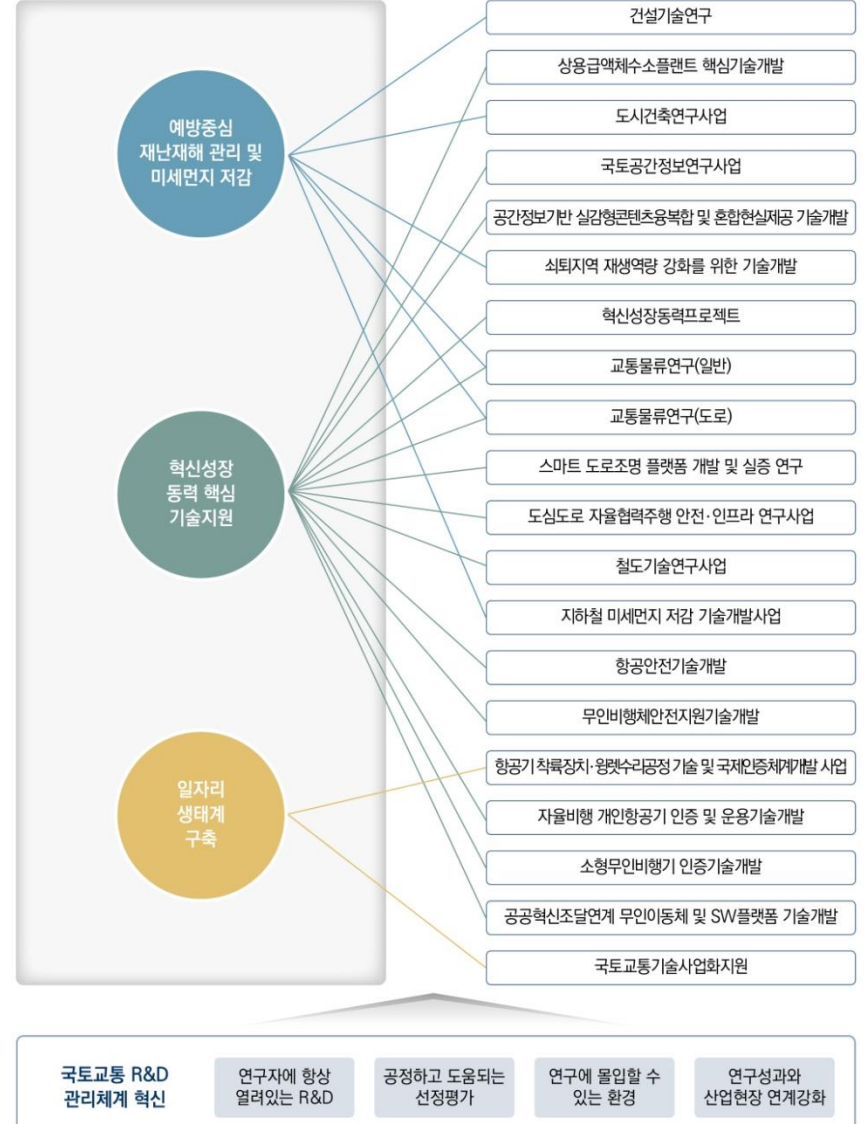 예방중심
재난재해 관리 및
미세먼지 저감
혁신성장
동력 핵심
기술지원
일자리
생태계
구축
건설기술연구
상용급액체수소플랜트 핵심기술개발
도시건축연구사업
국토공간정보연구사업
공간정보기반 실감형콘텐츠융복합 및 혼합현실제공 기술개발
쇠퇴지역 재생역량 강화를 위한 기술개발
혁신성장동력프로젝트
교통물류연구(일반)
교통물류연구(도로)
스마트 도로조명 플랫폼 개발 및 실증 연구
도심도로 자율협력주행 안전·인프라 연구사업
철도기술연구사업
지하철 미세먼지 저감 기술개발사업
항공안전기술개발
무인비행체안전지원기술개발
항공기 착륙장치·윙렛수리공정 기술 및 국제인증체계개발 사업
자율비행 개인항공기 인증 및 운용기술개발
소형무인비행기 인증기술개발
공공혁신조달연계 무인이동체 및 SW플랫폼 기술개발
국토교통기술사업화지원
국토교통 R&D
관리체계 혁신
연구자에 항상
열려있는 R&D
공정하고 도움되는
선정평가
연구에 몰입할 수
있는 환경
연구성과와
산업현장 연계강화